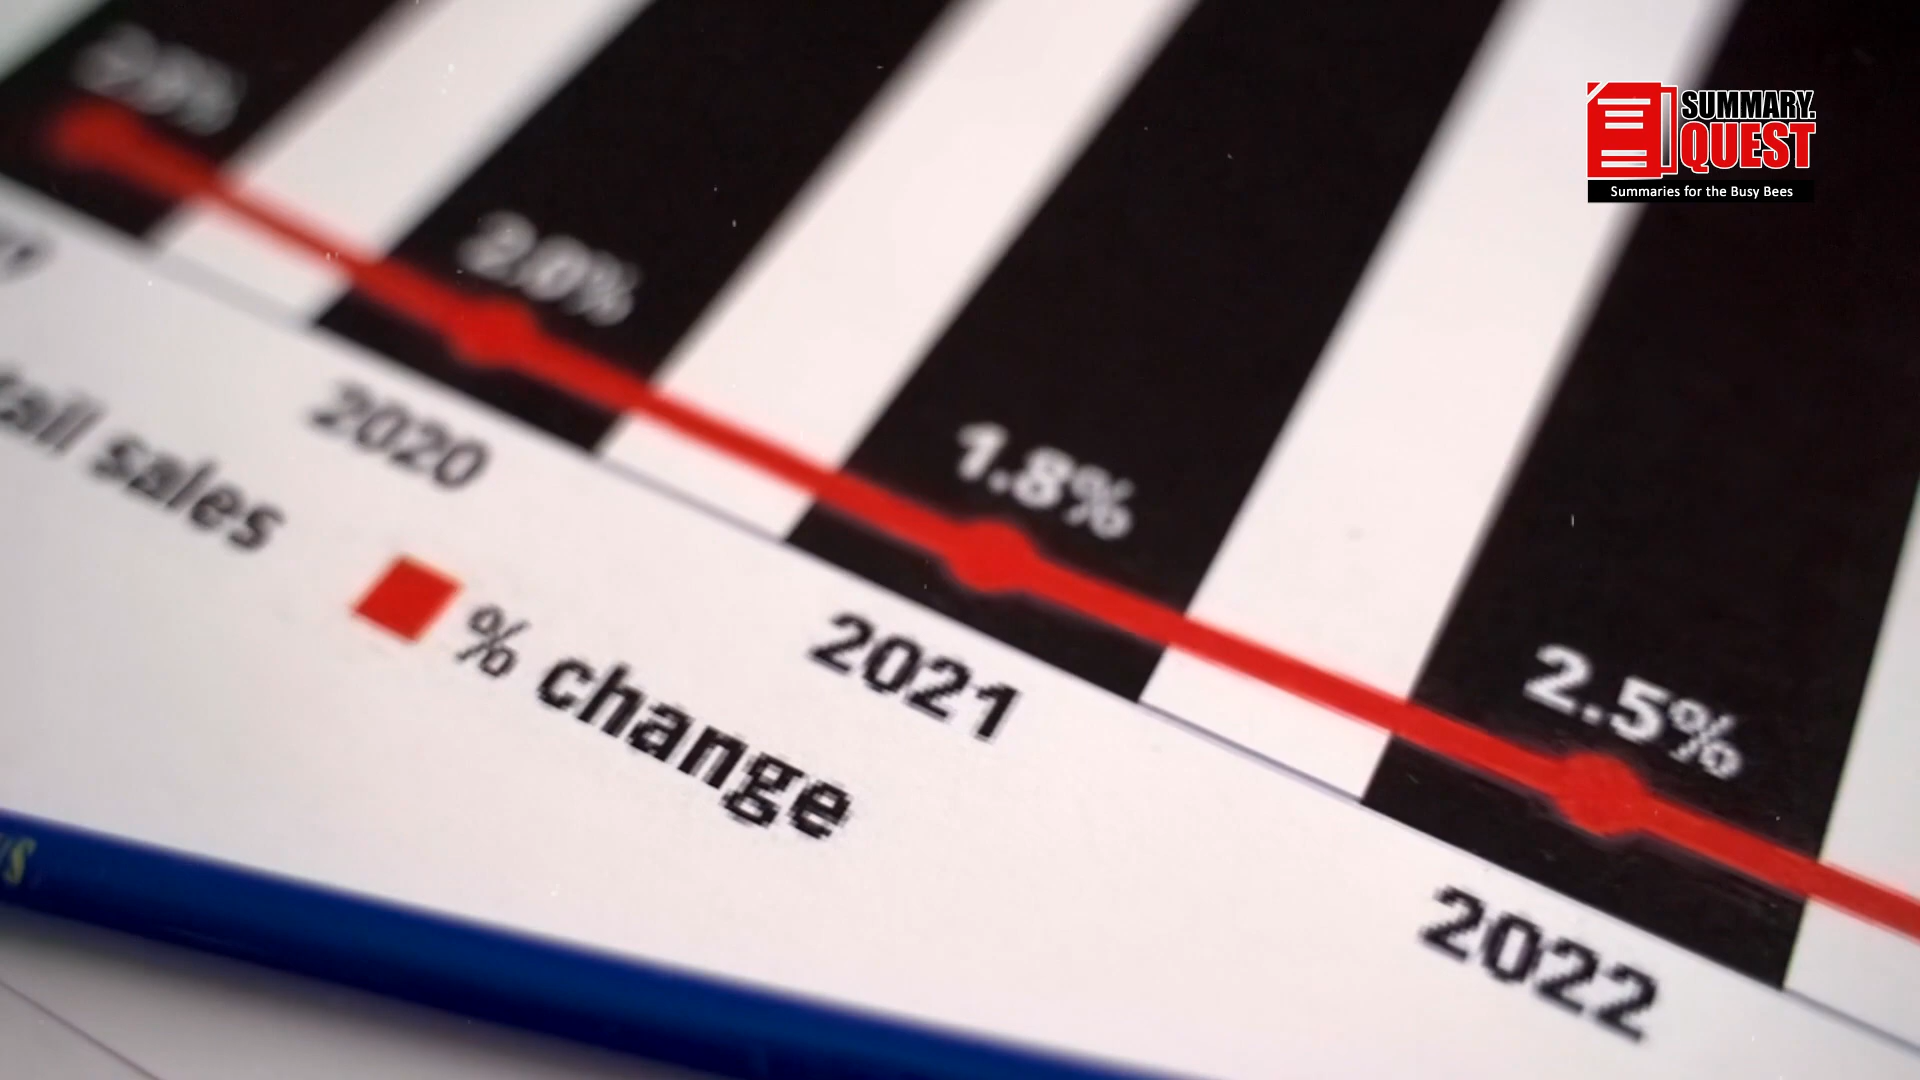 SUMMARY.
QUEST
Summaries for the Busy Bees
2.0%
1.8%
2.5%
2020
2021
2022
sales
% change